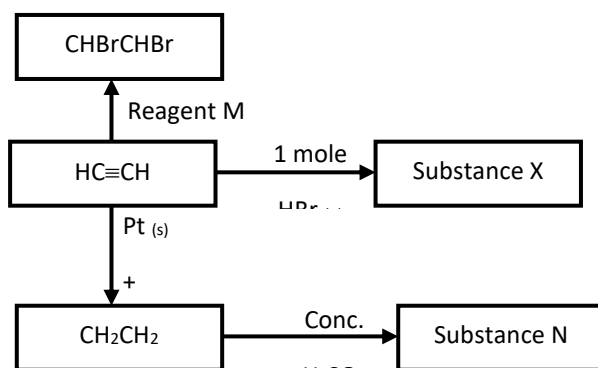 CHBrCHBr
Reagent M
HC≡CH
1 mole
Substance X
Pt (s)
+
CH₂CH₂
Conc.
Substance N